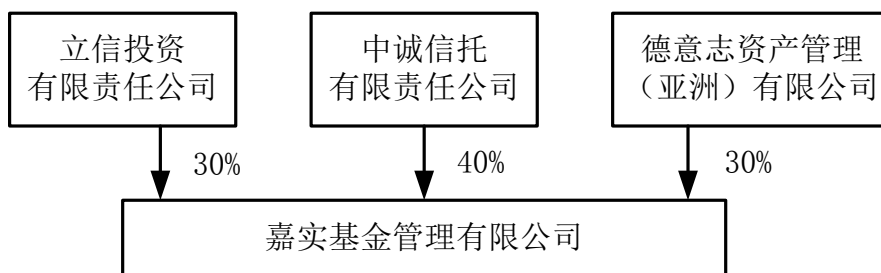 立信投资
有限责任公司
中诚信托
有限责任公司
德意志资产管理
（亚洲）有限公司
30%
40%
30%
嘉实基金管理有限公司